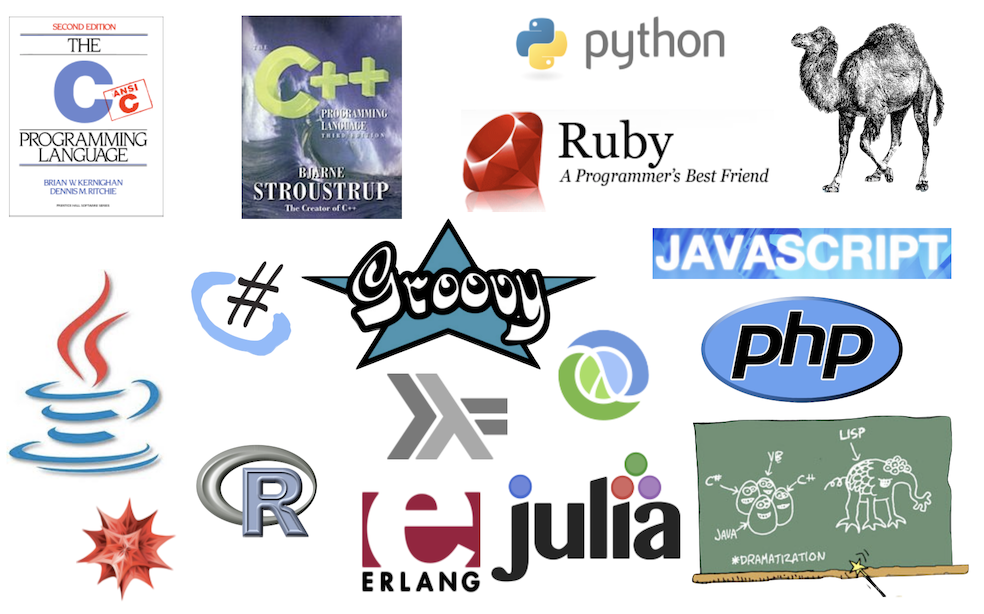 SECOND EDITION
THE
C
ANSI
C
PROGRAMMING
LANGUAGE
BRIAN W. KERNIGHAN
DENNIS M. RITCHIE
PRENTICE HALL SOFTWARE SERIES
THE
C++
PROGRAMMING
LANGUAGE
THIRD EDITION
BJARNE
STROUSTRUP
The Creator of C++
python
Ruby
A Programmer's Best Friend
JAVASCRIPT
C#
Groovy
php
R
e
ERLANG
julia
LISP
VB
C#
C++
JAVA
*DRAMATIZATION